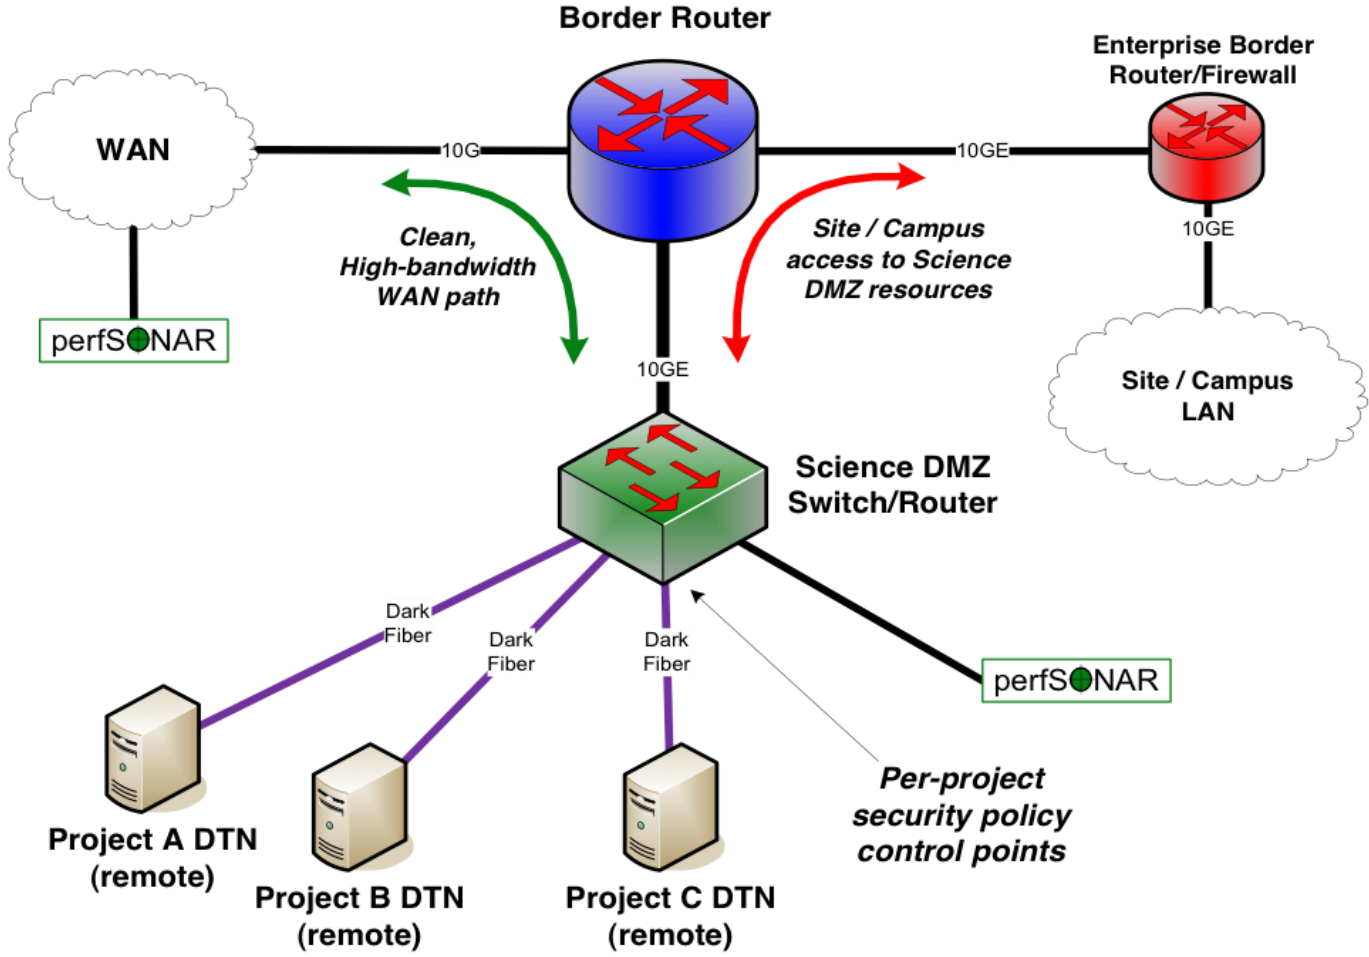 Border Router
Enterprise Border
Router/Firewall
WAN
10G
10GE
10GE
Clean,
High-bandwidth
WAN path
Site / Campus
access to Science
DMZ resources
perfSONAR
10GE
Site / Campus
LAN
Science DMZ
Switch/Router
Dark
Fiber
Dark
Fiber
Dark
Fiber
perfSONAR
Per-project
security policy
control points
Project A DTN
(remote)
Project B DTN
(remote)
Project C DTN
(remote)